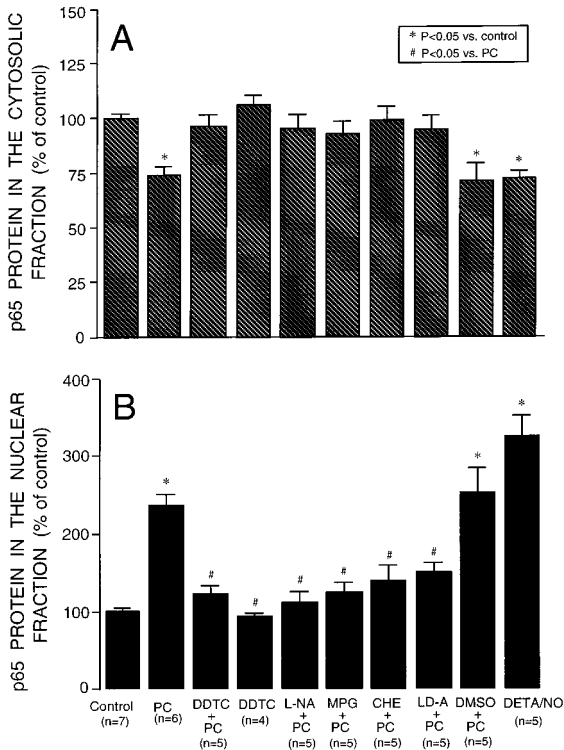 A
* P<0.05 vs. control
# P<0.05 vs. PC
p65 PROTEIN IN THE CYTOSOLIC
FRACTION (% of control)
150
125
100
75
50
25
0
* * *
B
p65 PROTEIN IN THE NUCLEAR
FRACTION (% of control)
400
300
200
100
0
* # # # # # # * *
Control
(n=7)
PC
(n=6)
DDTC
+
PC
(n=5)
DDTC
(n=4)
L-NA
+
PC
(n=5)
MPG
+
PC
(n=5)
CHE
+
PC
(n=5)
LD-A
+
PC
(n=5)
DMSO
+
PC
(n=5)
DETA/NO
(n=5)